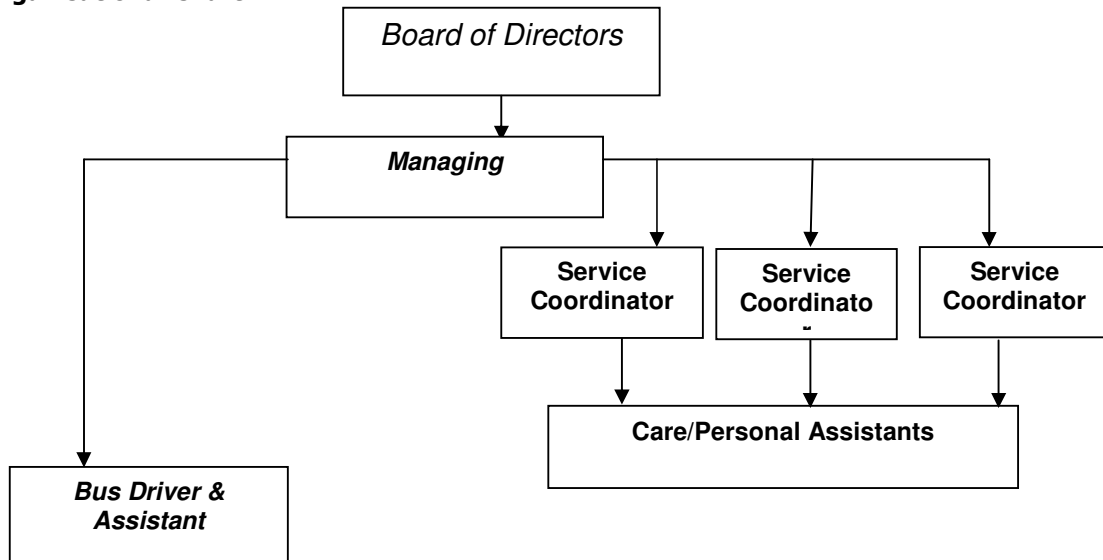 Board of Directors
Managing
Service
Coordinator
Service
Coordinato
Service
Coordinator
Care/Personal Assistants
Bus Driver &
Assistant